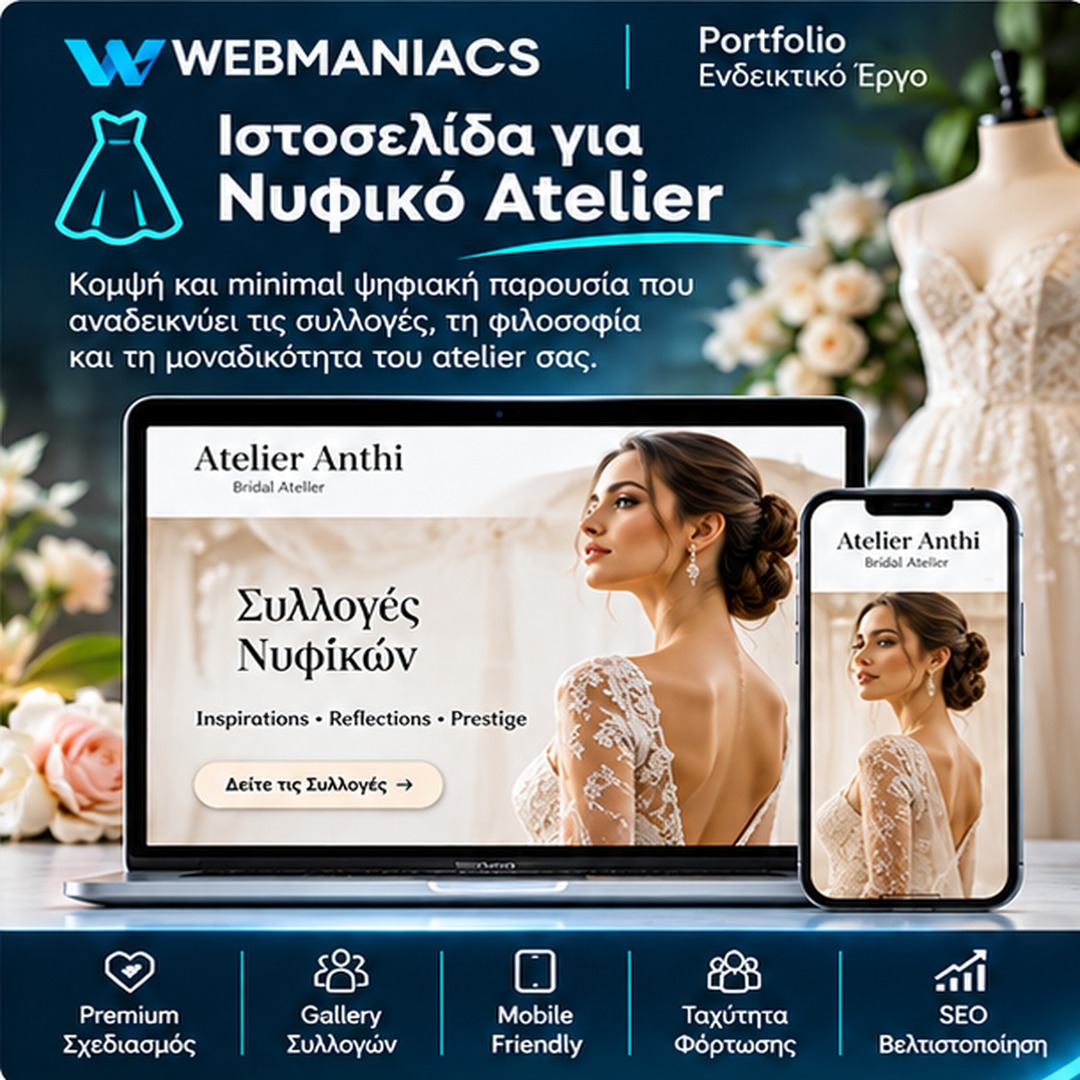 WEBMANIACS
Portfolio
Ενδεικτικό Έργο
Ιστοσελίδα για
Νυφικό Atelier
Κομψή και minimal ψηφιακή παρουσία που
αναδεικνύει τις συλλογές, τη φιλοσοφία
και τη μοναδικότητα του atelier σας.
Atelier Anthi
Bridal Atelier
Συλλογές
Νυφίκών
Inspirations • Reflections • Prestige
Δείτε τις Συλλογές →
Atelier Anthi
Bridal Atelier
Premium
Σχεδιασμός
Gallery
Συλλογών
Mobile
Friendly
Ταχύτητα
Φόρτωσης
SEO
Βελτιστοποίηση